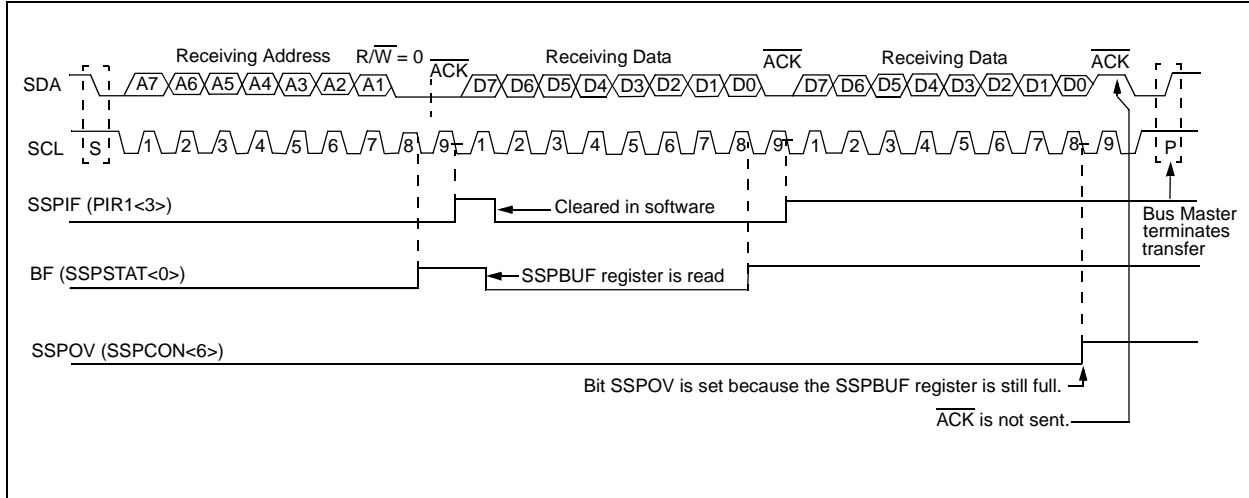 Receiving Address R/W̅ = 0 A̅C̅K̅ Receiving Data A̅C̅K̅ Receiving Data A̅C̅K̅
SDA A7 A6 A5 A4 A3 A2 A1 D7 D6 D5 D4 D3 D2 D1 D0 D7 D6 D5 D4 D3 D2 D1 D0
SCL S 1 2 3 4 5 6 7 8 9 1 2 3 4 5 6 7 8 9 1 2 3 4 5 6 7 8 9 P
SSPIF (PIR1<3>)
Cleared in software
Bus Master
terminates
transfer
BF (SSPSTAT<0>)
SSPBUF register is read
SSPOV (SSPCON<6>)
Bit SSPOV is set because the SSPBUF register is still full.
A̅C̅K̅ is not sent.